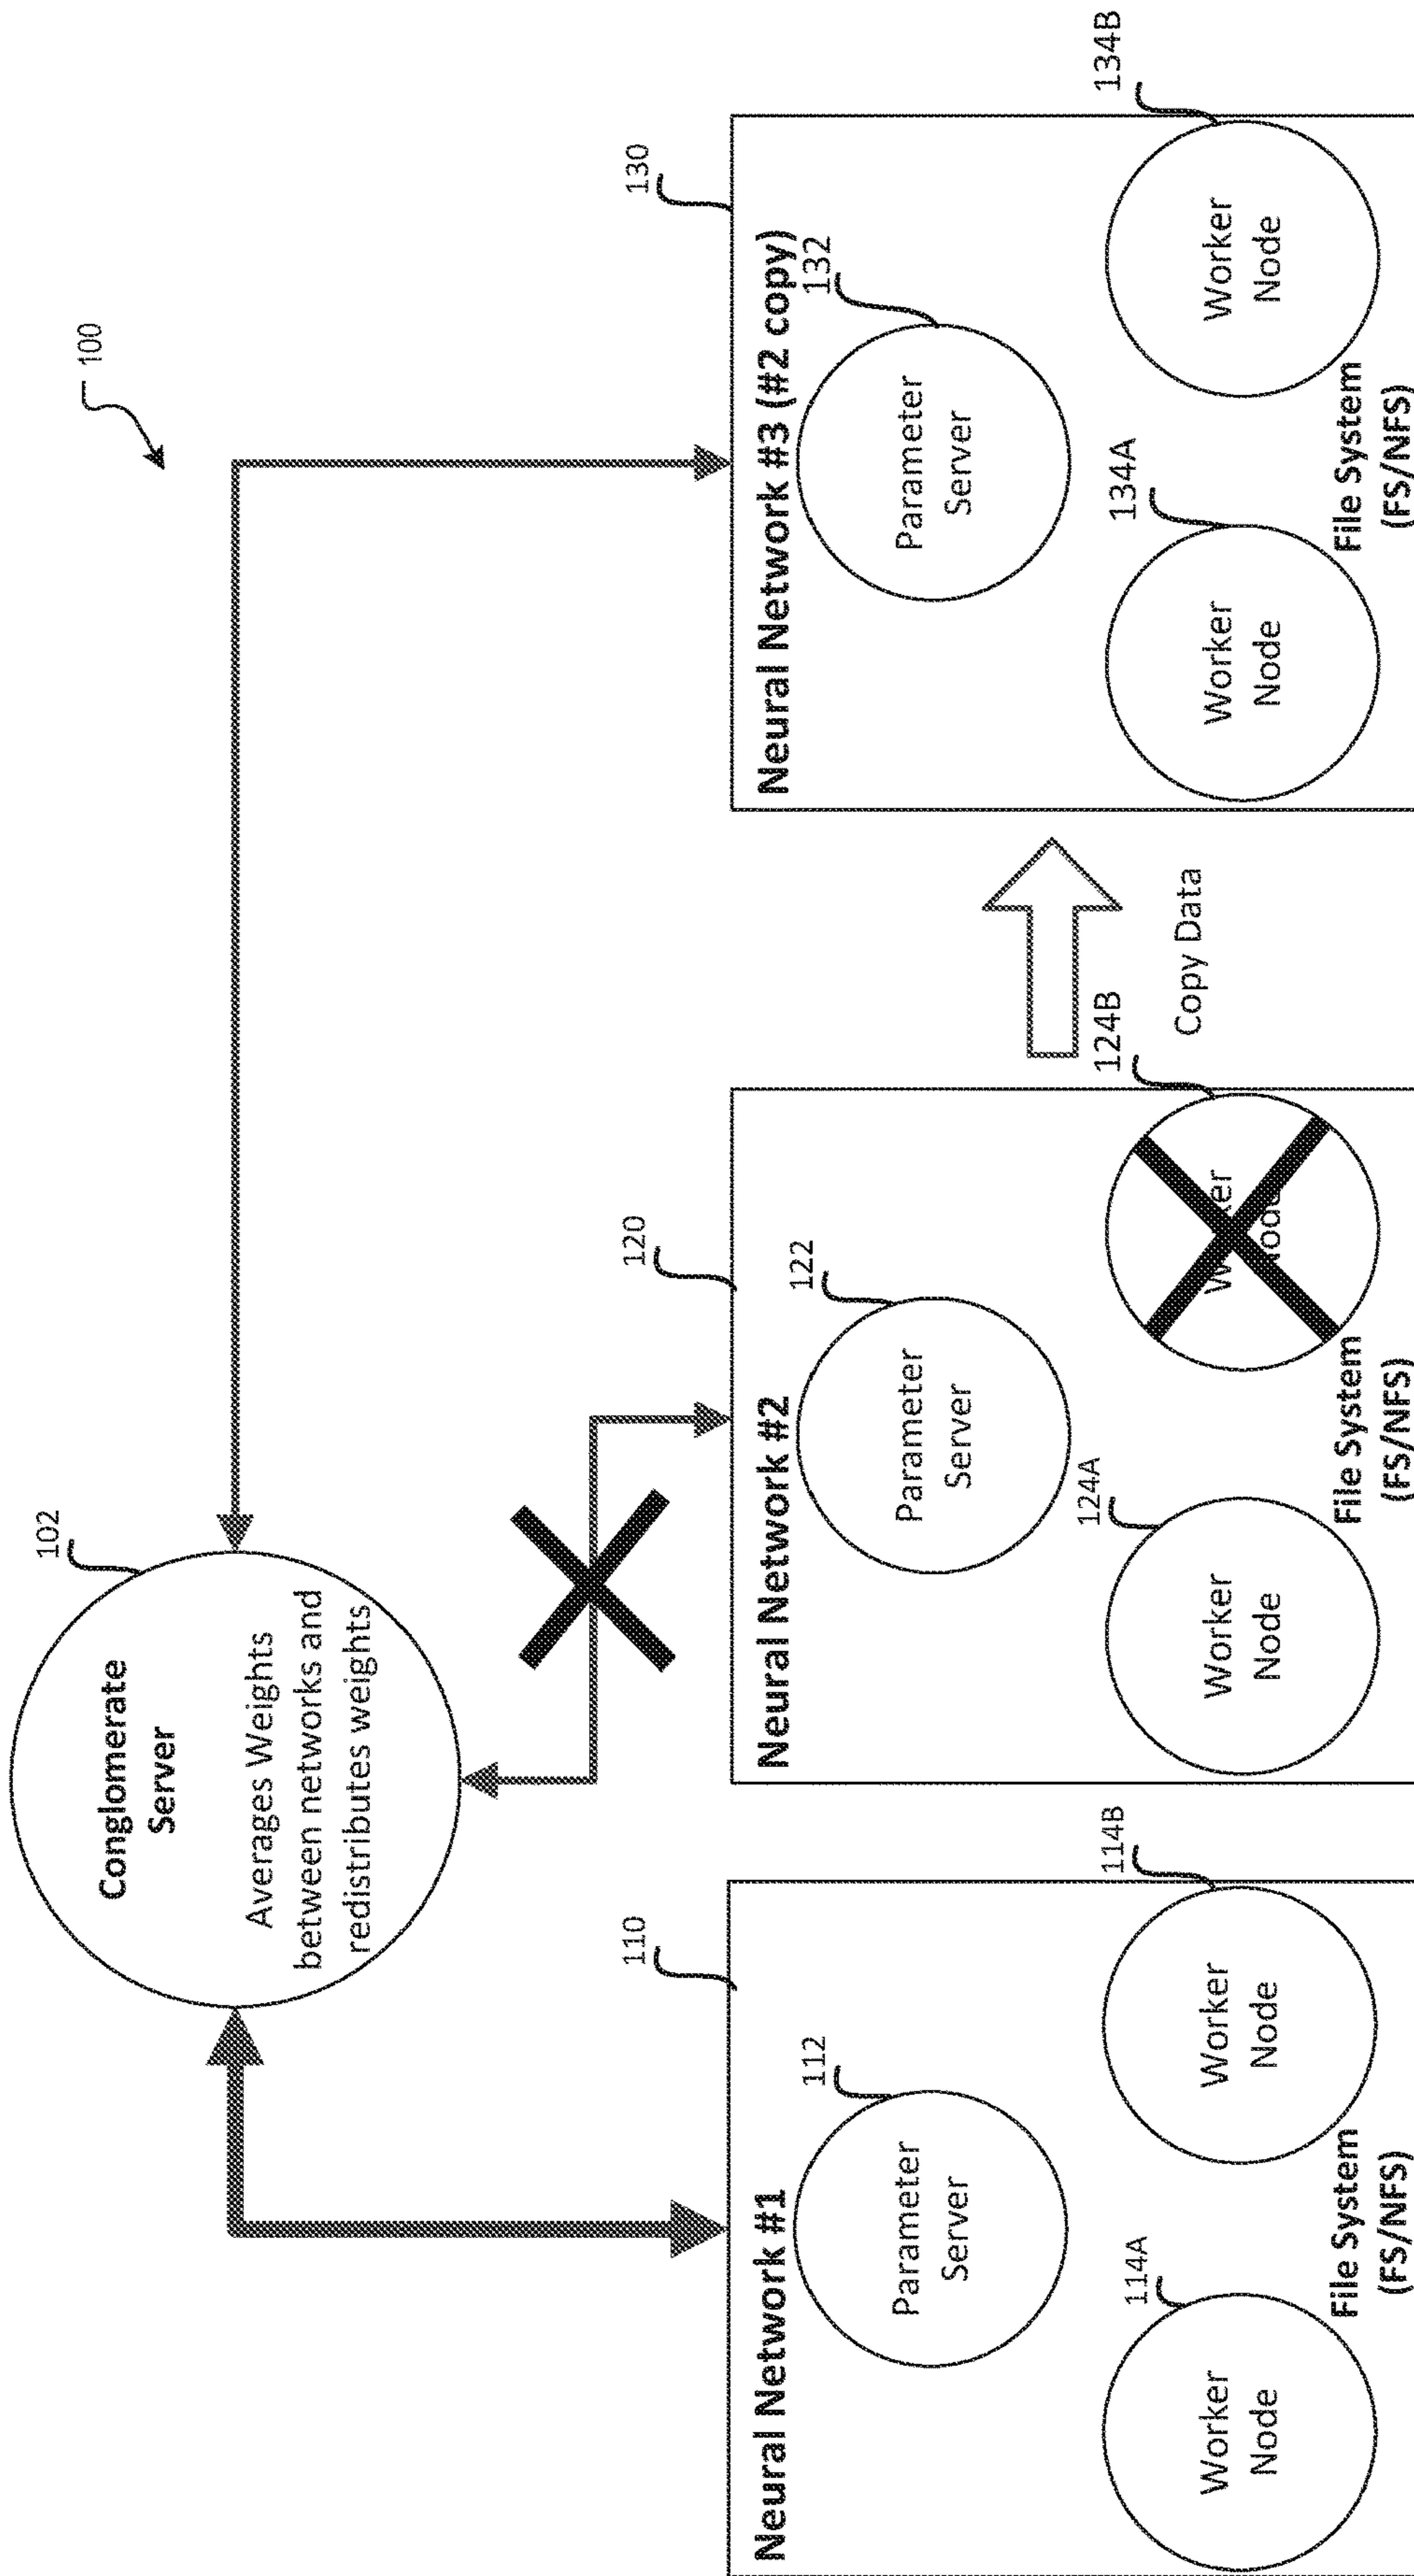 100
102
Conglomerate
Server
Averages Weights
between networks and
redistributes weights
110
Neural Network #1
112
Parameter
Server
114A
Worker
Node
114B
Worker
Node
File System
(FS/NFS)
120
Neural Network #2
122
Parameter
Server
124A
Worker
Node
124B
Worker
Node
File System
(FS/NFS)
Copy Data
130
Neural Network #3 (#2 copy)
132
Parameter
Server
134A
Worker
Node
134B
Worker
Node
File System
(FS/NFS)